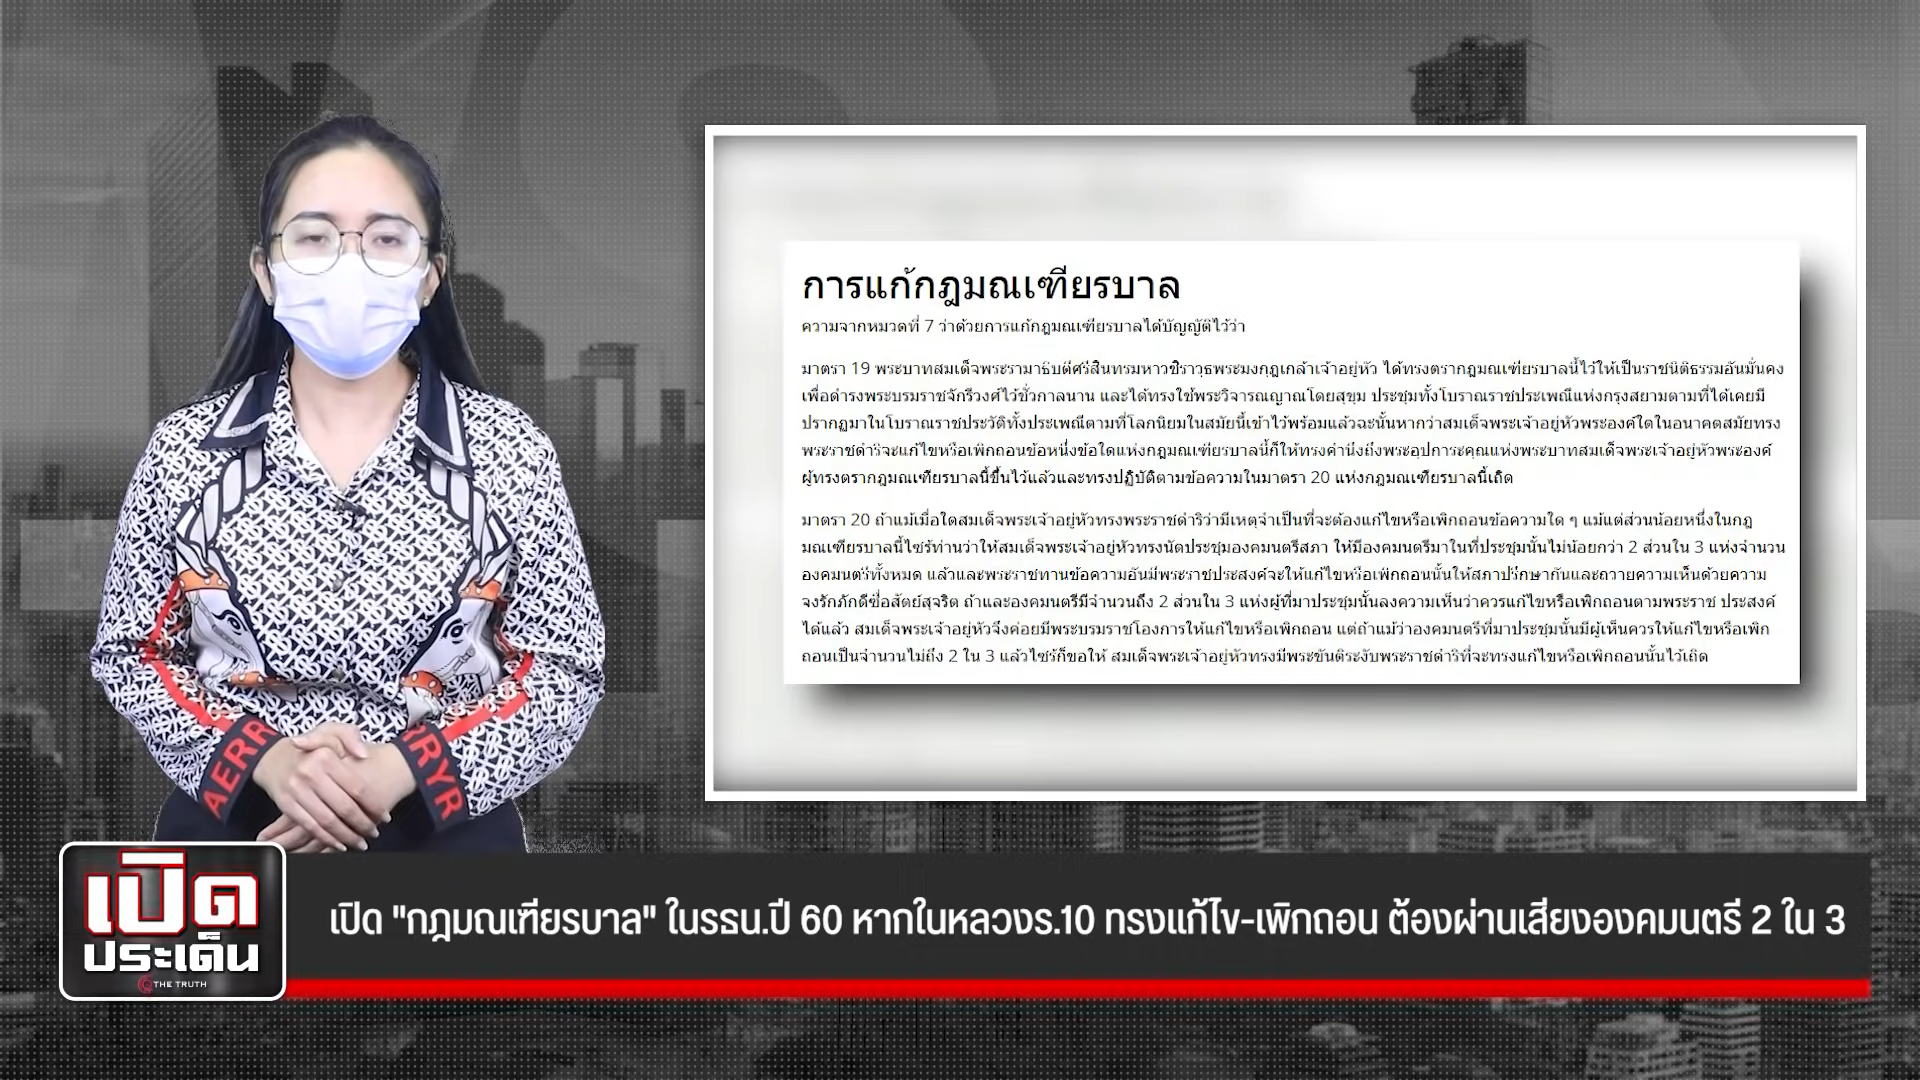 การแก้กฎมณเฑียรบาล
ความจากหมวดที่ 7 ว่าด้วยการแก้กฎมณเฑียรบาลได้บัญญัติไว้ว่า
มาตรา 19 พระบาทสมเด็จพระรามาธิบดีศรีสินทรมหาวชิราวุธพระมงกุฎเกล้าเจ้าอยู่หัว ได้ทรงตรากฎมณเฑียรบาลนี้ไว้ให้เป็นราชนิติธรรมอันมั่นคง
เพื่อดำรงพระบรมราชจักรีวงศ์ไว้ชั่วกาลนาน และได้ทรงใช้พระวิจารณญาณโดยสุขุม ประชุมทั้งโบราณราชประเพณีแห่งกรุงสยามตามที่ได้เคยมี
ปรากฏมาในโบราณราชประวัติทั้งประเพณีตามที่โลกนิยมในสมัยนี้เข้าไว้พร้อมแล้วฉะนั้นหากว่าสมเด็จพระเจ้าอยู่หัวพระองค์ใดในอนาคตสมัยทรง
พระราชดำริจะแก้ไขหรือเพิกถอนข้อหนึ่งข้อใดแห่งกฎมณเฑียรบาลนี้ก็ให้ทรงคำนึงถึงพระอุปการะคุณแห่งพระบาทสมเด็จพระเจ้าอยู่หัวพระองค์
ผู้ทรงตรากฎมณเฑียรบาลนี้ขึ้นไว้แล้วและทรงปฏิบัติตามข้อความในมาตรา 20 แห่งกฎมณเฑียรบาลนี้เถิด
มาตรา 20 ถ้าแม้เมื่อใดสมเด็จพระเจ้าอยู่หัวทรงพระราชดำริว่ามีเหตุจำเป็นที่จะต้องแก้ไขหรือเพิกถอนข้อความใด ๆ แม้แต่ส่วนน้อยหนึ่งในกฎ
มณเฑียรบาลนี้ไซร้ท่านว่าให้สมเด็จพระเจ้าอยู่หัวทรงนัดประชุมองคมนตรีสภา ให้มีองคมนตรีมาในที่ประชุมนั้นไม่น้อยกว่า 2 ส่วนใน 3 แห่งจำนวน
องคมนตรีทั้งหมด แล้วและพระราชทานข้อความอันมีพระราชประสงค์จะให้แก้ไขหรือเพิกถอนนั้นให้สภาปรึกษากันและถวายความเห็นด้วยความ
จงรักภักดีซื่อสัตย์สุจริต ถ้าและองคมนตรีมีจำนวนถึง 2 ส่วนใน 3 แห่งผู้ที่มาประชุมนั้นลงความเห็นว่าควรแก้ไขหรือเพิกถอนตามพระราช ประสงค์
ได้แล้ว สมเด็จพระเจ้าอยู่หัวจึงค่อยมีพระบรมราชโองการให้แก้ไขหรือเพิกถอน แต่ถ้าแม้ว่าองคมนตรีที่มาประชุมนั้นมีผู้เห็นควรให้แก้ไขหรือเพิก
ถอนเป็นจำนวนไม่ถึง 2 ใน 3 แล้วไซร้ก็ขอให้ สมเด็จพระเจ้าอยู่หัวทรงมีพระขันติระงับพระราชดำริที่จะทรงแก้ไขหรือเพิกถอนนั้นไว้เถิด
AERR
RRYR
เปิด
ประเด็น
THE TRUTH
เปิด "กฎมณเฑียรบาล" ในรธน.ปี 60 หากในหลวงร.10 ทรงแก้ไข-เพิกถอน ต้องผ่านเสียงองคมนตรี 2 ใน 3